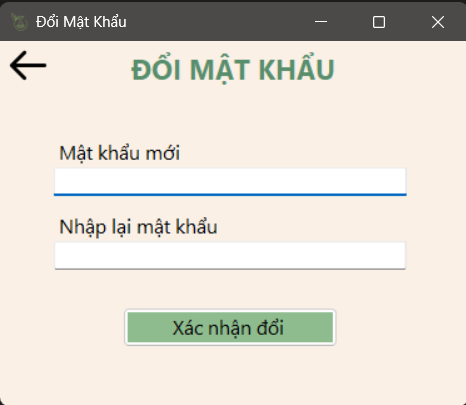 Đổi Mật Khẩu
ĐỔI MẬT KHẨU
Mật khẩu mới
Nhập lại mật khẩu
Xác nhận đổi